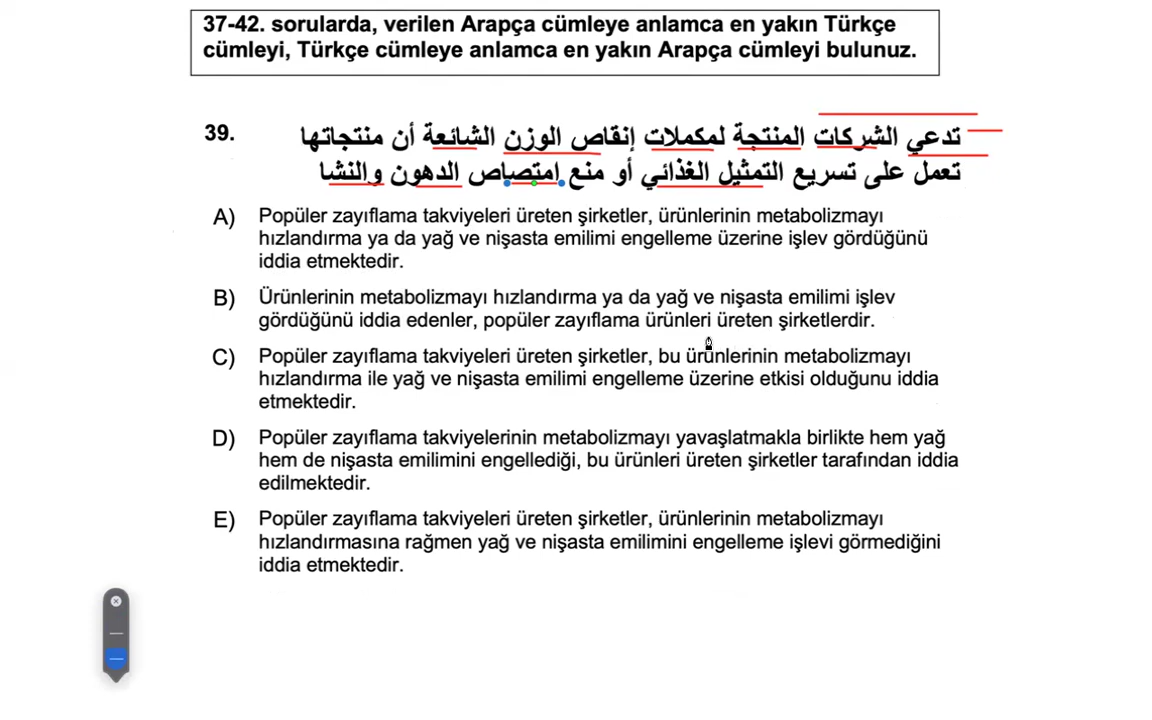 37-42. sorularda, verilen Arapça cümleye anlamca en yakın Türkçe
cümleyi, Türkçe cümleye anlamca en yakın Arapça cümleyi bulunuz.
39. تدعي الشركات المنتجة لمكملات إنقاص الوزن الشائعة أن منتجاتها
تعمل على تسريع التمثيل الغذائي أو منع امتصاص الدهون والنشا
A) Popüler zayıflama takviyeleri üreten şirketler, ürünlerinin metabolizmayı
hızlandırma ya da yağ ve nişasta emilimi engelleme üzerine işlev gördüğünü
iddia etmektedir.
B) Ürünlerinin metabolizmayı hızlandırma ya da yağ ve nişasta emilimi işlev
gördüğünü iddia edenler, popüler zayıflama ürünleri üreten şirketlerdir.
C) Popüler zayıflama takviyeleri üreten şirketler, bu ürünlerinin metabolizmayı
hızlandırma ile yağ ve nişasta emilimi engelleme üzerine etkisi olduğunu iddia
etmektedir.
D) Popüler zayıflama takviyelerinin metabolizmayı yavaşlatmakla birlikte hem yağ
hem de nişasta emilimini engellediği, bu ürünleri üreten şirketler tarafından iddia
edilmektedir.
E) Popüler zayıflama takviyeleri üreten şirketler, ürünlerinin metabolizmayı
hızlandırmasına rağmen yağ ve nişasta emilimini engelleme işlevi görmediğini
iddia etmektedir.